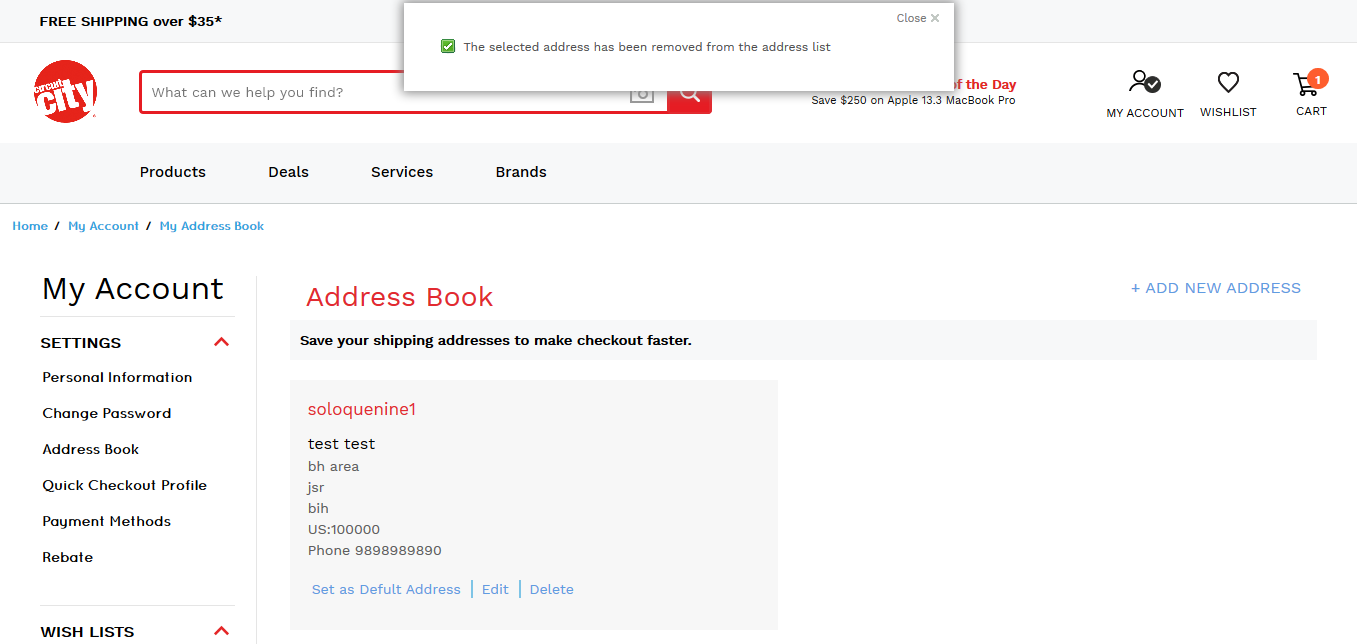 FREE SHIPPING over $35*
Close
The selected address has been removed from the address list
circuit
city
What can we help you find?
of the Day
Save $250 on Apple 13.3 MacBook Pro
MY ACCOUNT
WISHLIST
1
CART
Products
Deals
Services
Brands
Home / My Account / My Address Book
My Account
SETTINGS
Personal Information
Change Password
Address Book
Quick Checkout Profile
Payment Methods
Rebate
WISH LISTS
Address Book
+ ADD NEW ADDRESS
Save your shipping addresses to make checkout faster.
soloquenine1
test test
bh area
jsr
bih
US:100000
Phone 9898989890
Set as Defult Address | Edit | Delete